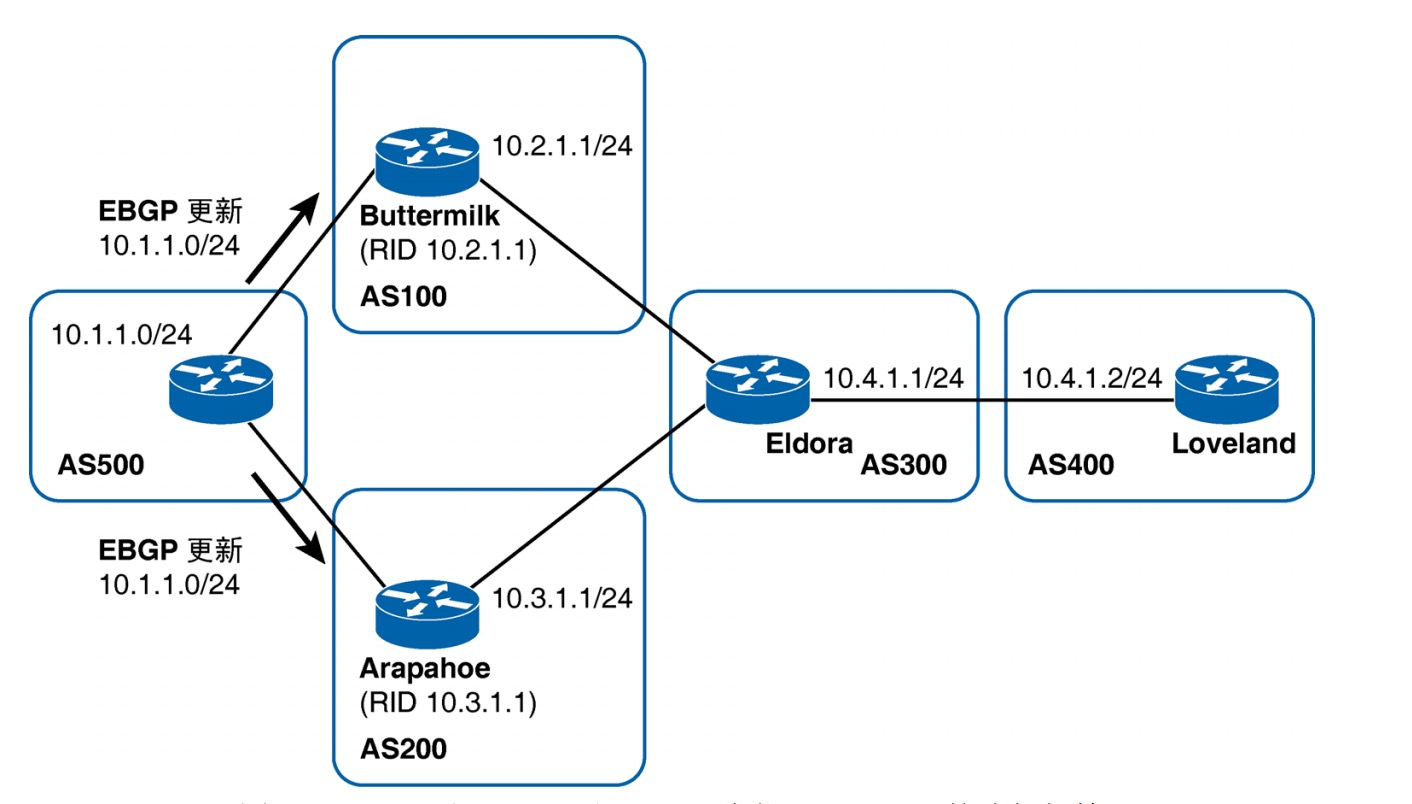 10.2.1.1/24
Buttermilk
(RID 10.2.1.1)
AS100
EBGP 更新
10.1.1.0/24
10.1.1.0/24
AS500
EBGP 更新
10.1.1.0/24
10.3.1.1/24
Arapahoe
(RID 10.3.1.1)
AS200
10.4.1.1/24
Eldora
AS300
10.4.1.2/24
Loveland
AS400